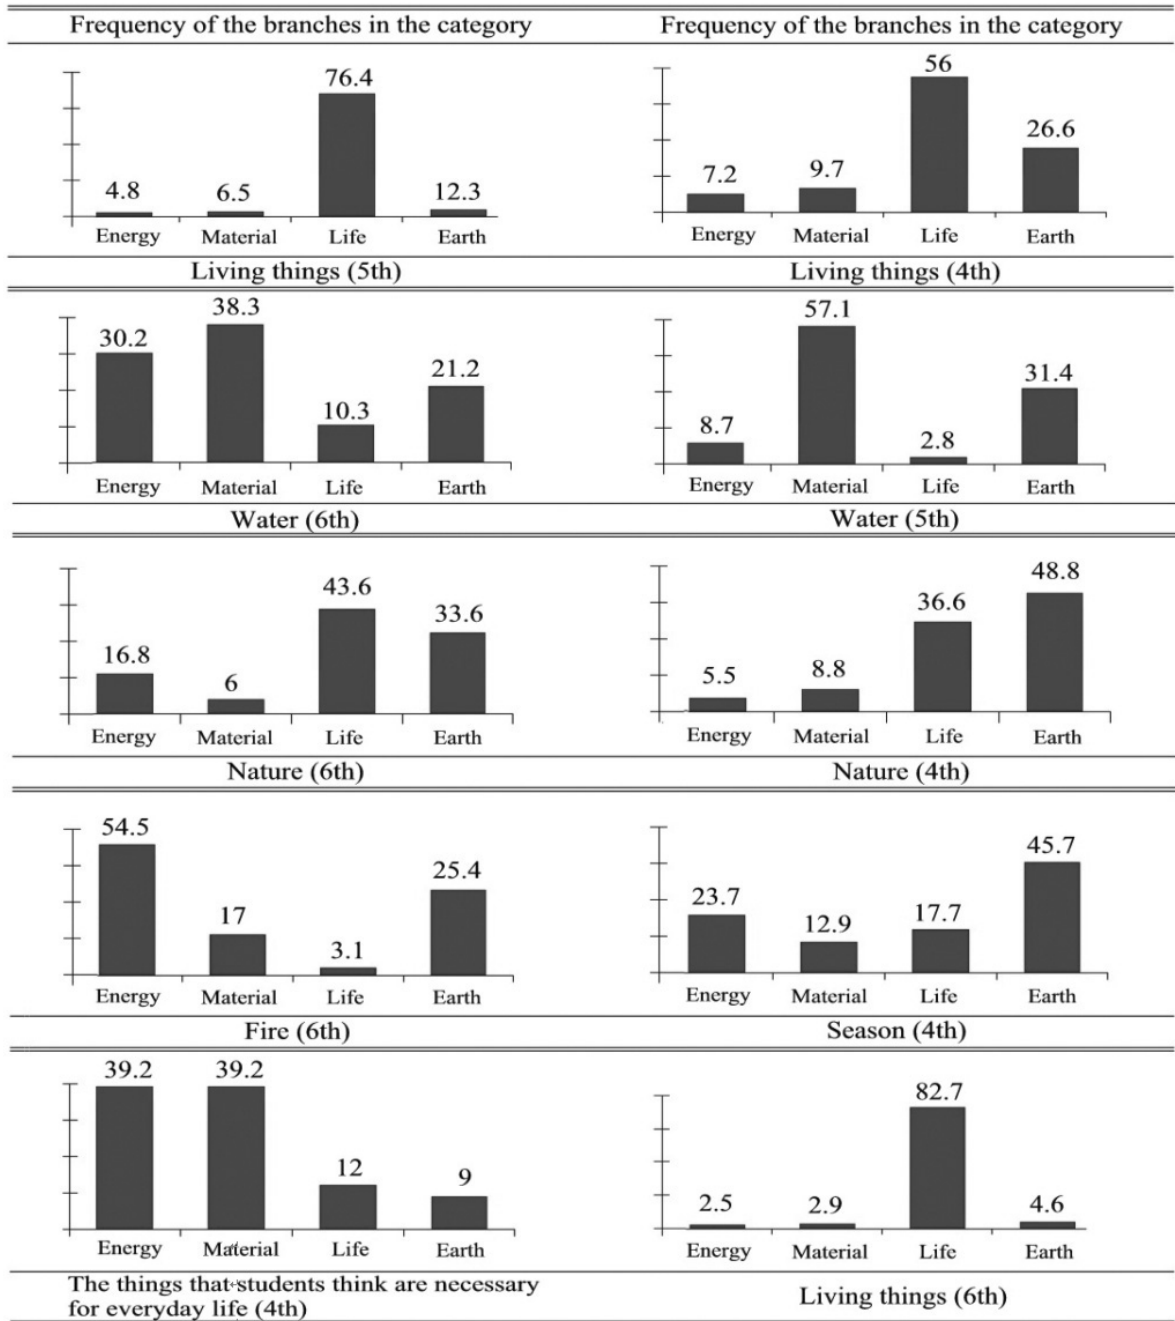 Frequency of the branches in the category
Frequency of the branches in the category
76.4
4.8
6.5
12.3
Energy Material Life Earth
Living things (5th)
56
7.2
9.7
26.6
Energy Material Life Earth
Living things (4th)
30.2
38.3
10.3
21.2
Energy Material Life Earth
Water (6th)
8.7
57.1
2.8
31.4
Energy Material Life Earth
Water (5th)
16.8
6
43.6
33.6
Energy Material Life Earth
Nature (6th)
5.5
8.8
36.6
48.8
Energy Material Life Earth
Nature (4th)
54.5
17
3.1
25.4
Energy Material Life Earth
Fire (6th)
23.7
12.9
17.7
45.7
Energy Material Life Earth
Season (4th)
39.2
39.2
12
9
Energy Material Life Earth
The things that students think are necessary
for everyday life (4th)
2.5
2.9
82.7
4.6
Energy Material Life Earth
Living things (6th)